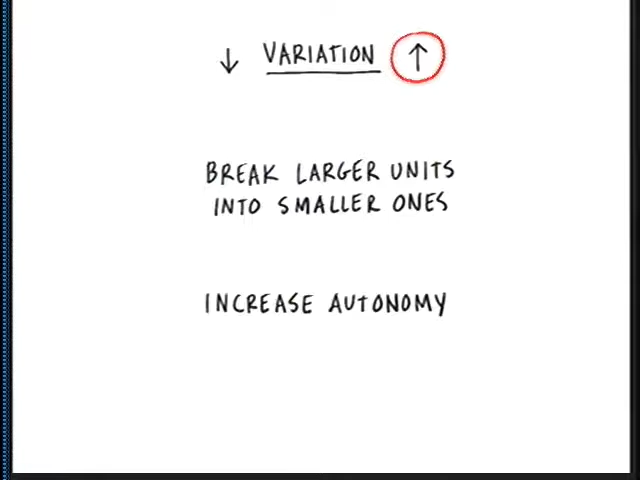 ↓ VARIATION ↑
BREAK LARGER UNITS
INTO SMALLER ONES
INCREASE AUTONOMY